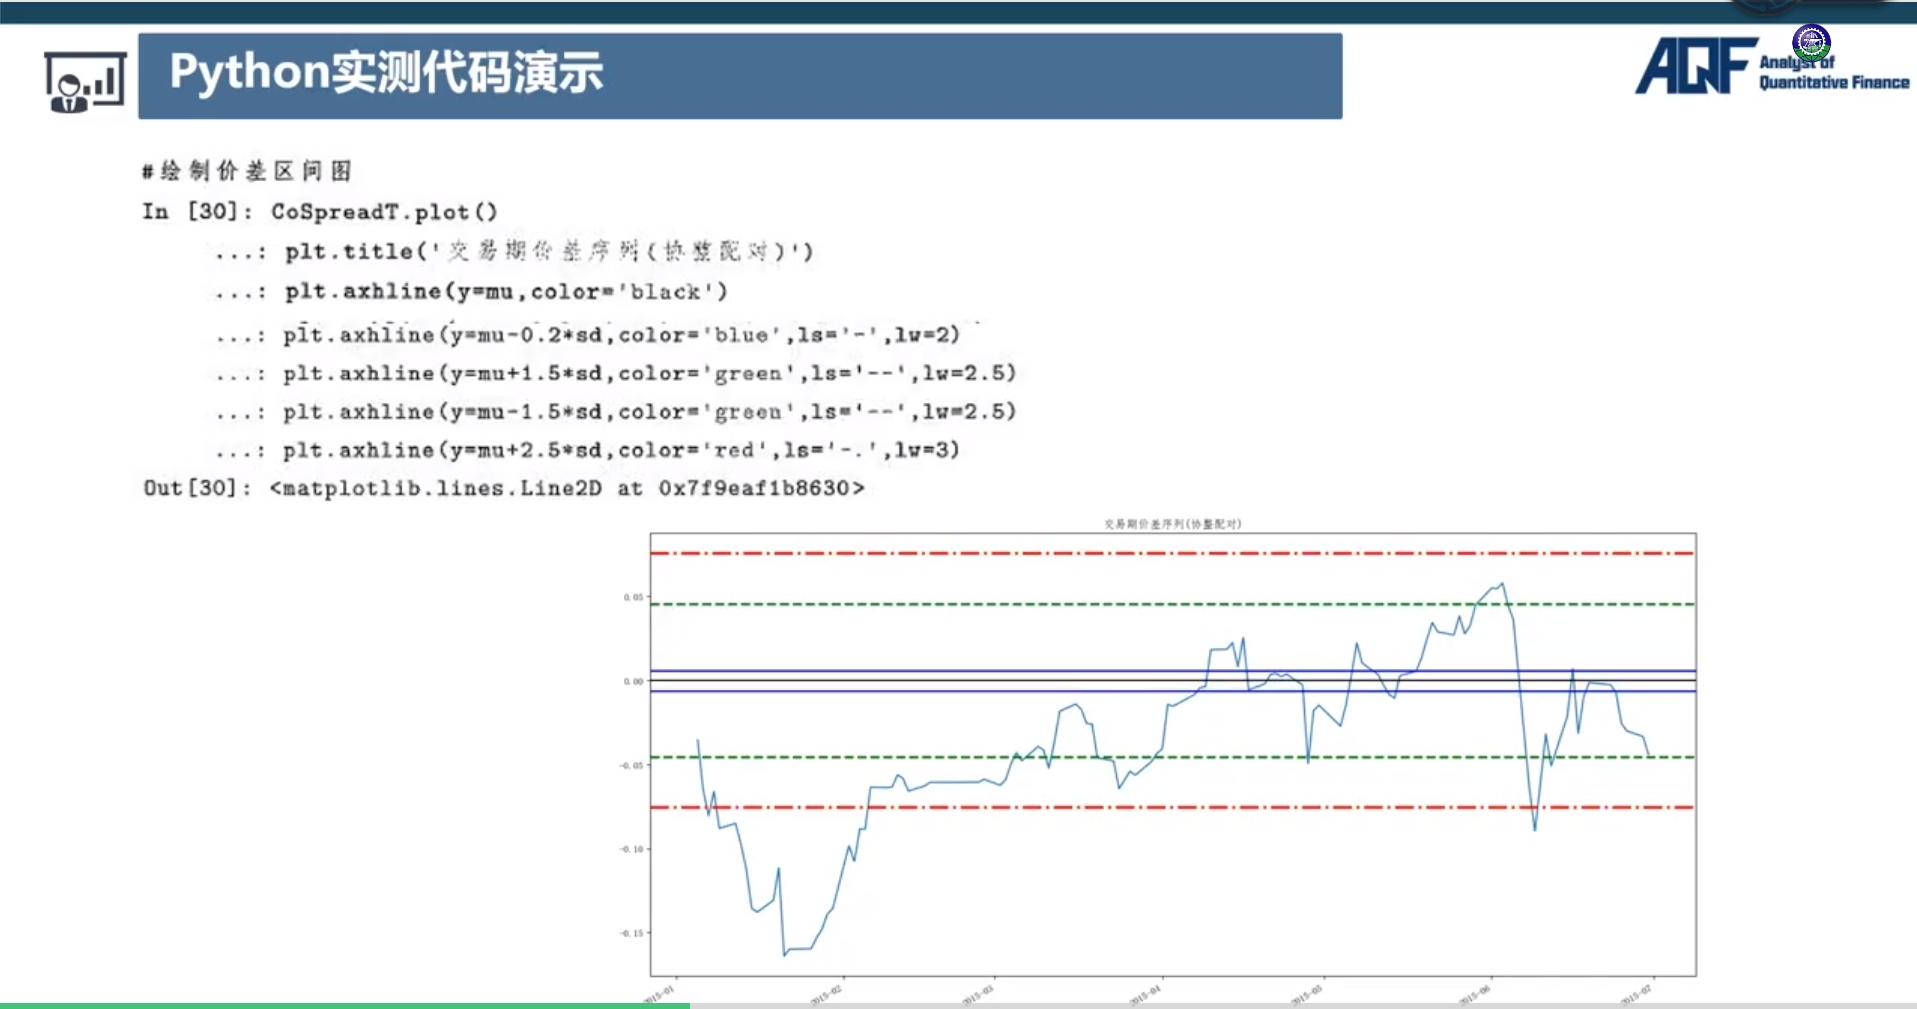 Python实测代码演示
AQF Analyst of
Quantitative Finance
#绘制价差区间图
In [30]: CoSpreadT.plot()
...: plt.title('交易期价差序列(协整配对)')
...: plt.axhline(y=mu,color='black')
...: plt.axhline(y=mu-0.2*sd,color='blue',ls='-',lw=2)
...: plt.axhline(y=mu+1.5*sd,color='green',ls='--',lw=2.5)
...: plt.axhline(y=mu-1.5*sd,color='green',ls='--',lw=2.5)
...: plt.axhline(y=mu+2.5*sd,color='red',ls='-.',lw=3)
Out[30]: <matplotlib.lines.Line2D at 0x7f9eaf1b8630>
交易期价差序列(协整配对)
0.05
0.00
-0.05
-0.10
-0.15
2015-01
2015-02
2015-03
2015-04
2015-05
2015-06
2015-07